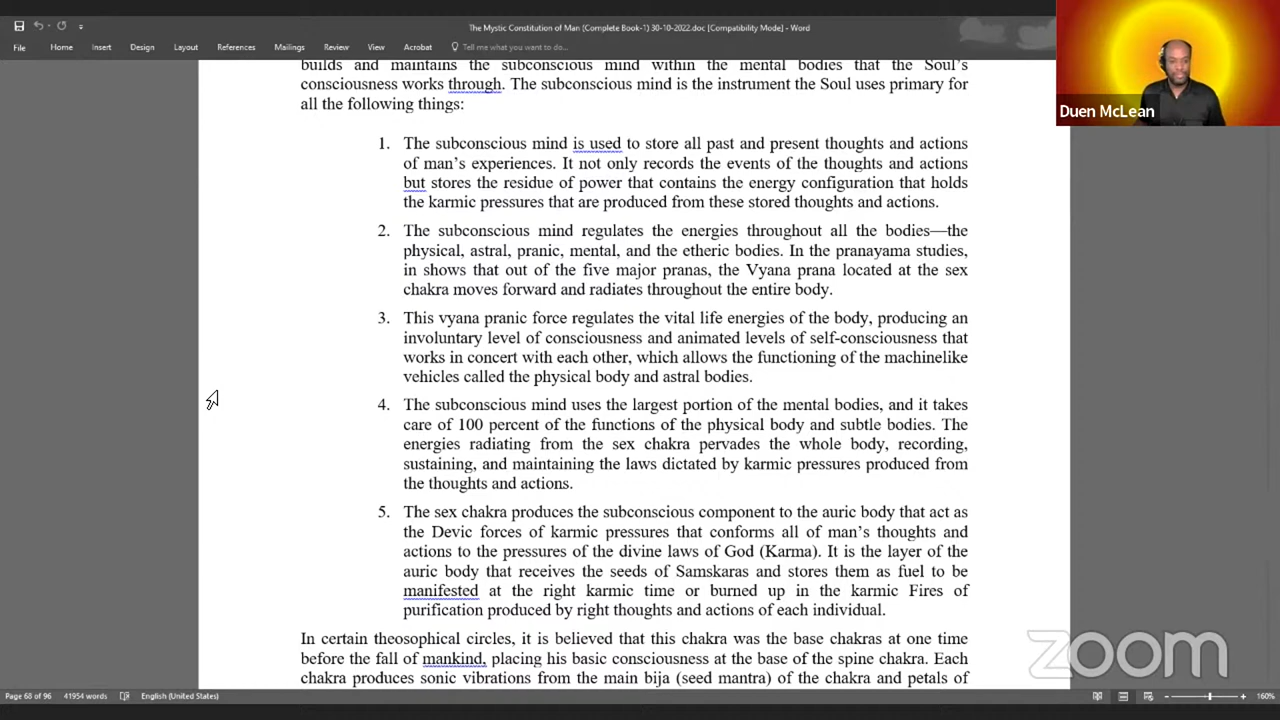 The Mystic Constitution of Man (Complete Book-1) 30-10-2022.doc [Compatibility Mode] - Word
File Home Insert Design Layout References Mailings Review View Acrobat Tell me what you want to do...
Duen McLean
builds and maintains the subconscious mind within the mental bodies that the Soul's
consciousness works through. The subconscious mind is the instrument the Soul uses primary for
all the following things:
1. The subconscious mind is used to store all past and present thoughts and actions
of man's experiences. It not only records the events of the thoughts and actions
but stores the residue of power that contains the energy configuration that holds
the karmic pressures that are produced from these stored thoughts and actions.
2. The subconscious mind regulates the energies throughout all the bodies—the
physical, astral, pranic, mental, and the etheric bodies. In the pranayama studies,
in shows that out of the five major pranas, the Vyana prana located at the sex
chakra moves forward and radiates throughout the entire body.
3. This vyana pranic force regulates the vital life energies of the body, producing an
involuntary level of consciousness and animated levels of self-consciousness that
works in concert with each other, which allows the functioning of the machinelike
vehicles called the physical body and astral bodies.
4. The subconscious mind uses the largest portion of the mental bodies, and it takes
care of 100 percent of the functions of the physical body and subtle bodies. The
energies radiating from the sex chakra pervades the whole body, recording,
sustaining, and maintaining the laws dictated by karmic pressures produced from
the thoughts and actions.
5. The sex chakra produces the subconscious component to the auric body that act as
the Devic forces of karmic pressures that conforms all of man's thoughts and
actions to the pressures of the divine laws of God (Karma). It is the layer of the
auric body that receives the seeds of Samskaras and stores them as fuel to be
manifested at the right karmic time or burned up in the karmic Fires of
purification produced by right thoughts and actions of each individual.
In certain theosophical circles, it is believed that this chakra was the base chakras at one time
before the fall of mankind, placing his basic consciousness at the base of the spine chakra. Each
chakra produces sonic vibrations from the main bija (seed mantra) of the chakra and petals of
zoom
Page 68 of 96 41954 words English (United States) 160%